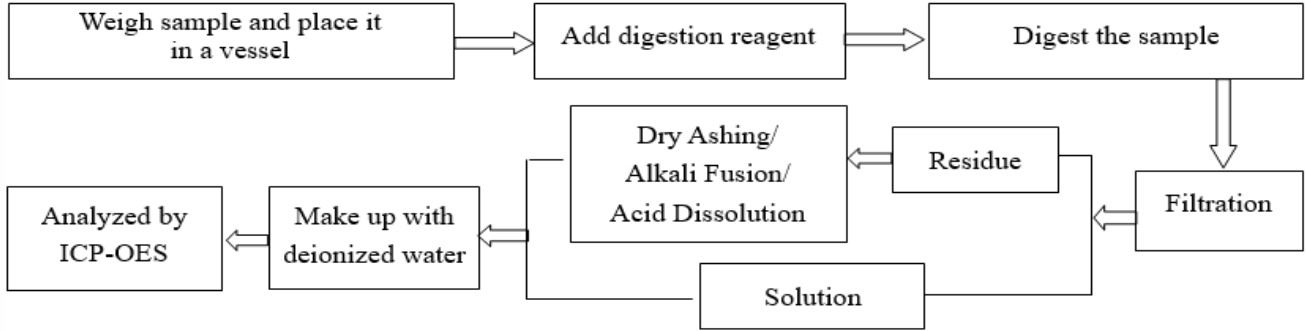 Weigh sample and place it
in a vessel
Add digestion reagent
Digest the sample
Filtration
Residue
Dry Ashing/
Alkali Fusion/
Acid Dissolution
Solution
Make up with
deionized water
Analyzed by
ICP-OES